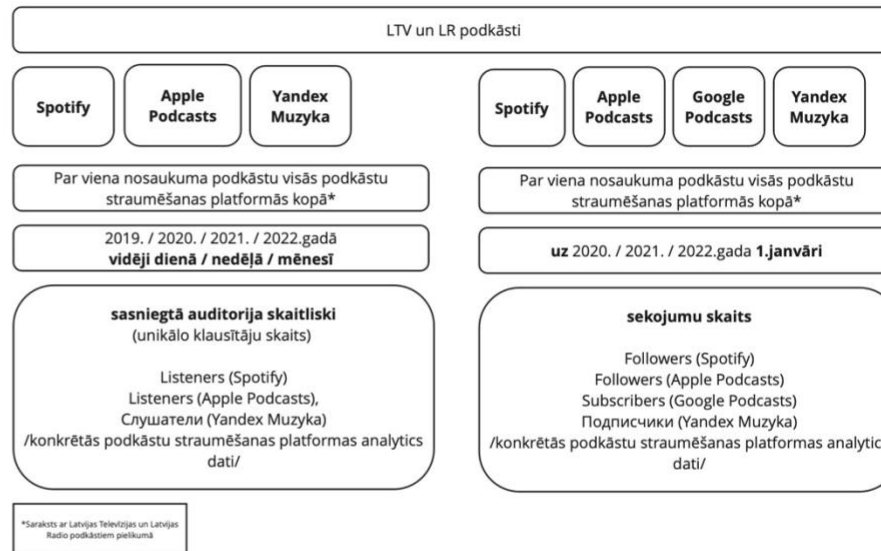 LTV un LR podkāsti
Spotify
Apple
Podcasts
Yandex
Muzyka
Par viena nosaukuma podkāstu visās podkāstu
straumēšanas platformās kopā*
2019. / 2020. / 2021. / 2022.gadā
vidēji dienā / nedēļā / mēnesī
sasniegtā auditorija skaitliski
(unikālo klausītāju skaits)
Listeners (Spotify)
Listeners (Apple Podcasts),
Слушатели (Yandex Muzyka)
/konkrētās podkāstu straumēšanas platformas analytics
dati/
*Saraksts ar Latvijas Televīzijas un Latvijas
Radio podkāstiem pielikumā
Spotify
Apple
Podcasts
Google
Podcasts
Yandex
Muzyka
Par viena nosaukuma podkāstu visās podkāstu
straumēšanas platformās kopā*
uz 2020. / 2021. / 2022.gada 1.janvāri
sekojumu skaits
Followers (Spotify)
Followers (Apple Podcasts)
Subscribers (Google Podcasts)
Подписчики (Yandex Muzyka)
/konkrētās podkāstu straumēšanas platformas analytic
dati/